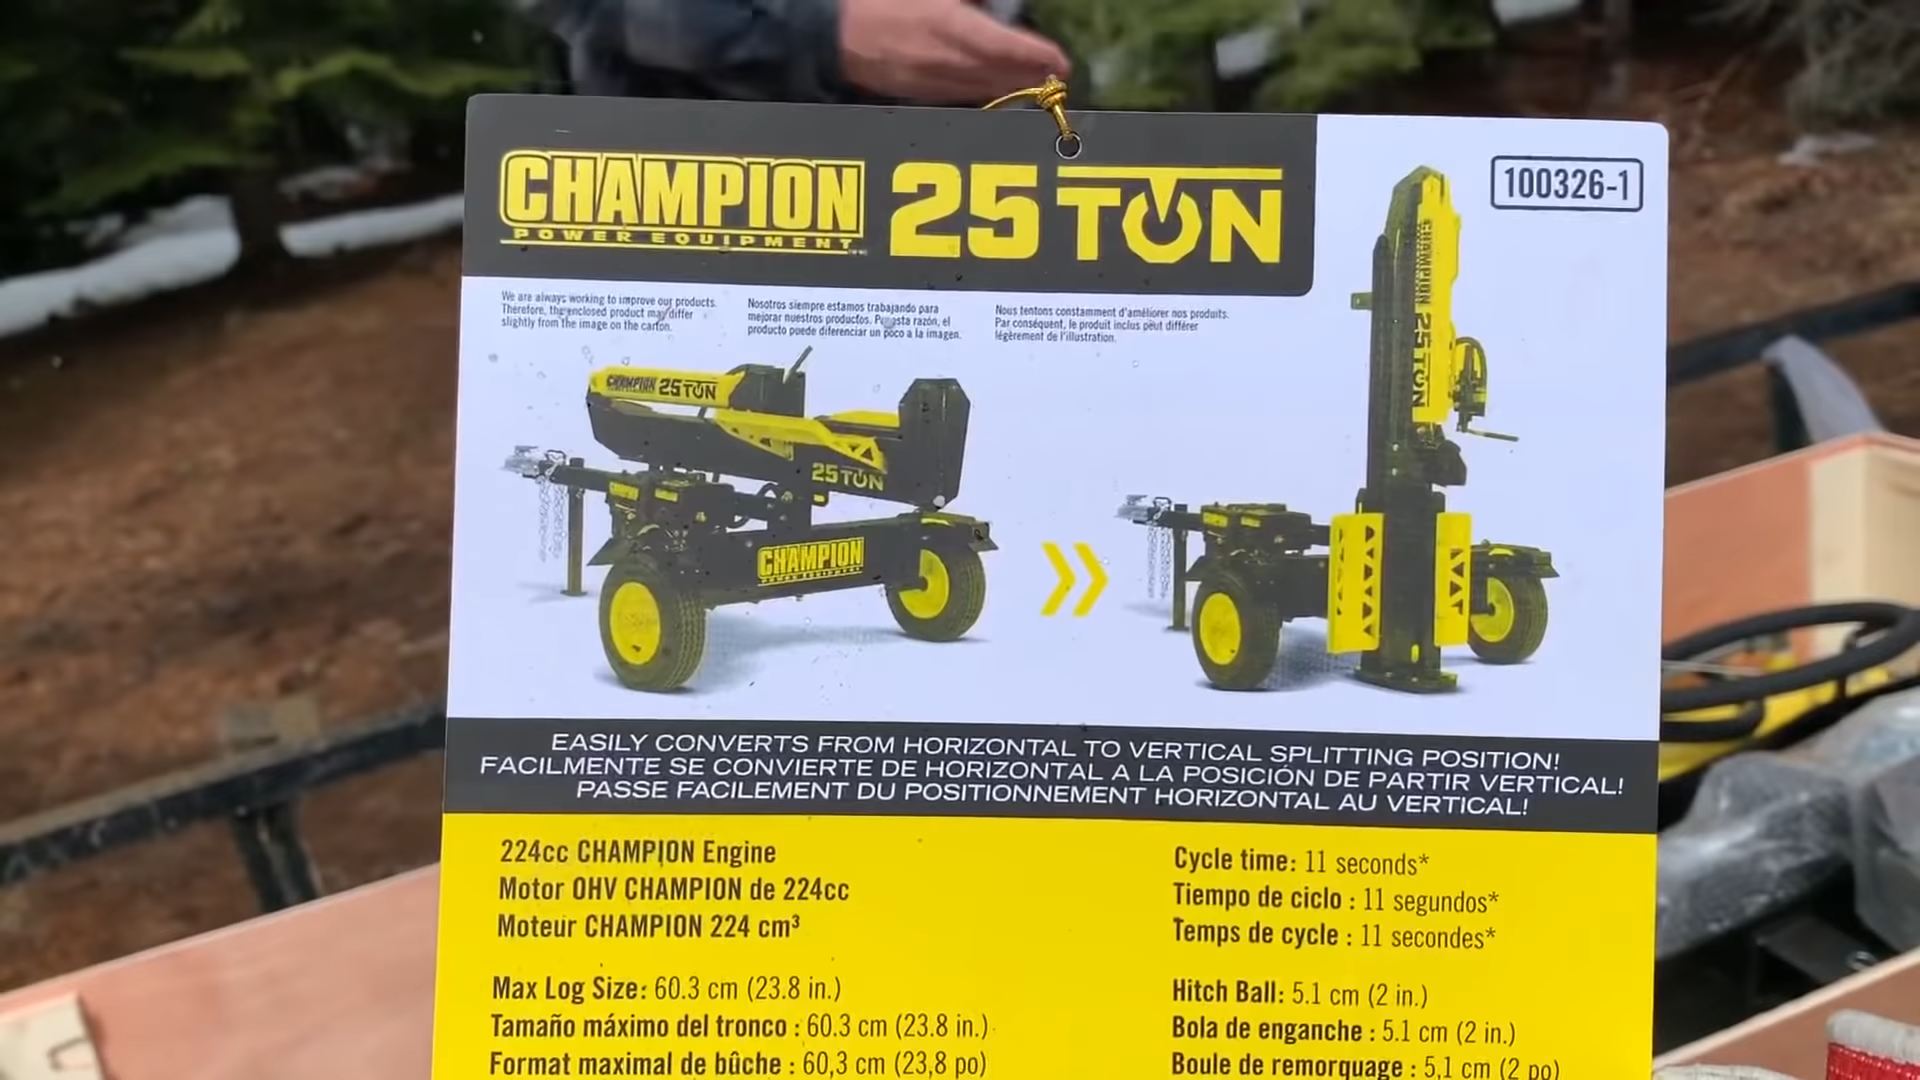 CHAMPION
POWER EQUIPMENT
25 TON
100326-1
We are always working to improve our products.
Therefore, the enclosed product may differ
slightly from the image on the carton.
Nosotros siempre estamos trabajando para
mejorar nuestros productos. Por esta razón, el
producto puede diferenciar un poco a la imagen.
Nous tentons constamment d'améliorer nos produits.
Par conséquent, le produit inclus peut différer
légèrement de l'illustration.
CHAMPION 25 TON
25 TON
CHAMPION
POWER EQUIPMENT
CHAMPION 25 TON
EASILY CONVERTS FROM HORIZONTAL TO VERTICAL SPLITTING POSITION!
FACILMENTE SE CONVIERTE DE HORIZONTAL A LA POSICIÓN DE PARTIR VERTICAL!
PASSE FACILEMENT DU POSITIONNEMENT HORIZONTAL AU VERTICAL!
224cc CHAMPION Engine
Motor OHV CHAMPION de 224cc
Moteur CHAMPION 224 cm³
Max Log Size: 60.3 cm (23.8 in.)
Tamaño máximo del tronco : 60.3 cm (23.8 in.)
Format maximal de bûche : 60,3 cm (23,8 po)
Cycle time: 11 seconds*
Tiempo de ciclo : 11 segundos*
Temps de cycle : 11 secondes*
Hitch Ball: 5.1 cm (2 in.)
Bola de enganche : 5.1 cm (2 in.)
Boule de remorquage : 5,1 cm (2 po)